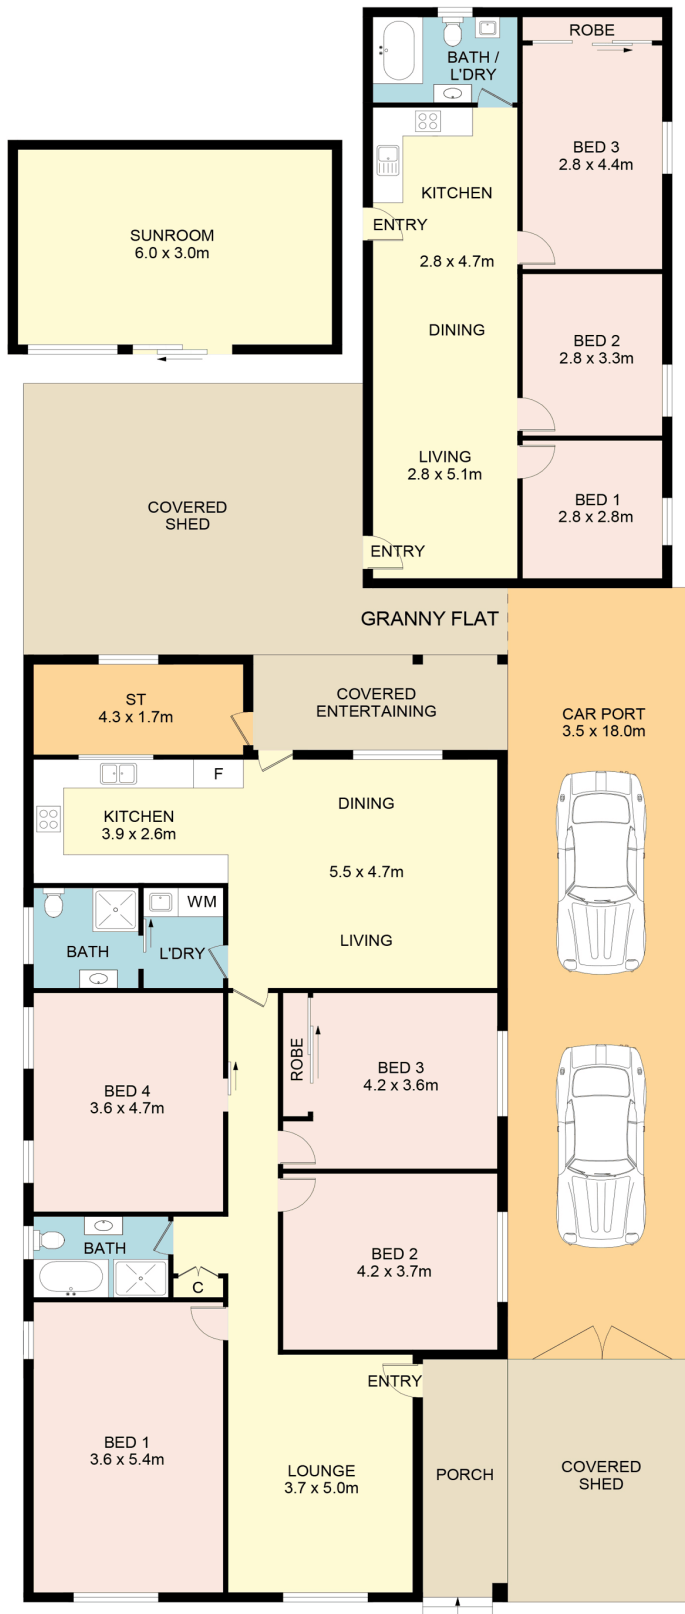 ROBE
BATH /
L'DRY
BED 3
2.8 x 4.4m
KITCHEN
ENTRY
2.8 x 4.7m
SUNROOM
6.0 x 3.0m
DINING
BED 2
2.8 x 3.3m
LIVING
2.8 x 5.1m
BED 1
2.8 x 2.8m
ENTRY
COVERED
SHED
GRANNY FLAT
ST
4.3 x 1.7m
COVERED
ENTERTAINING
CAR PORT
3.5 x 18.0m
F
KITCHEN
3.9 x 2.6m
DINING
5.5 x 4.7m
LIVING
WM
BATH
L'DRY
BED 4
3.6 x 4.7m
ROBE
BED 3
4.2 x 3.6m
BATH
C
BED 2
4.2 x 3.7m
ENTRY
BED 1
3.6 x 5.4m
LOUNGE
3.7 x 5.0m
PORCH
COVERED
SHED